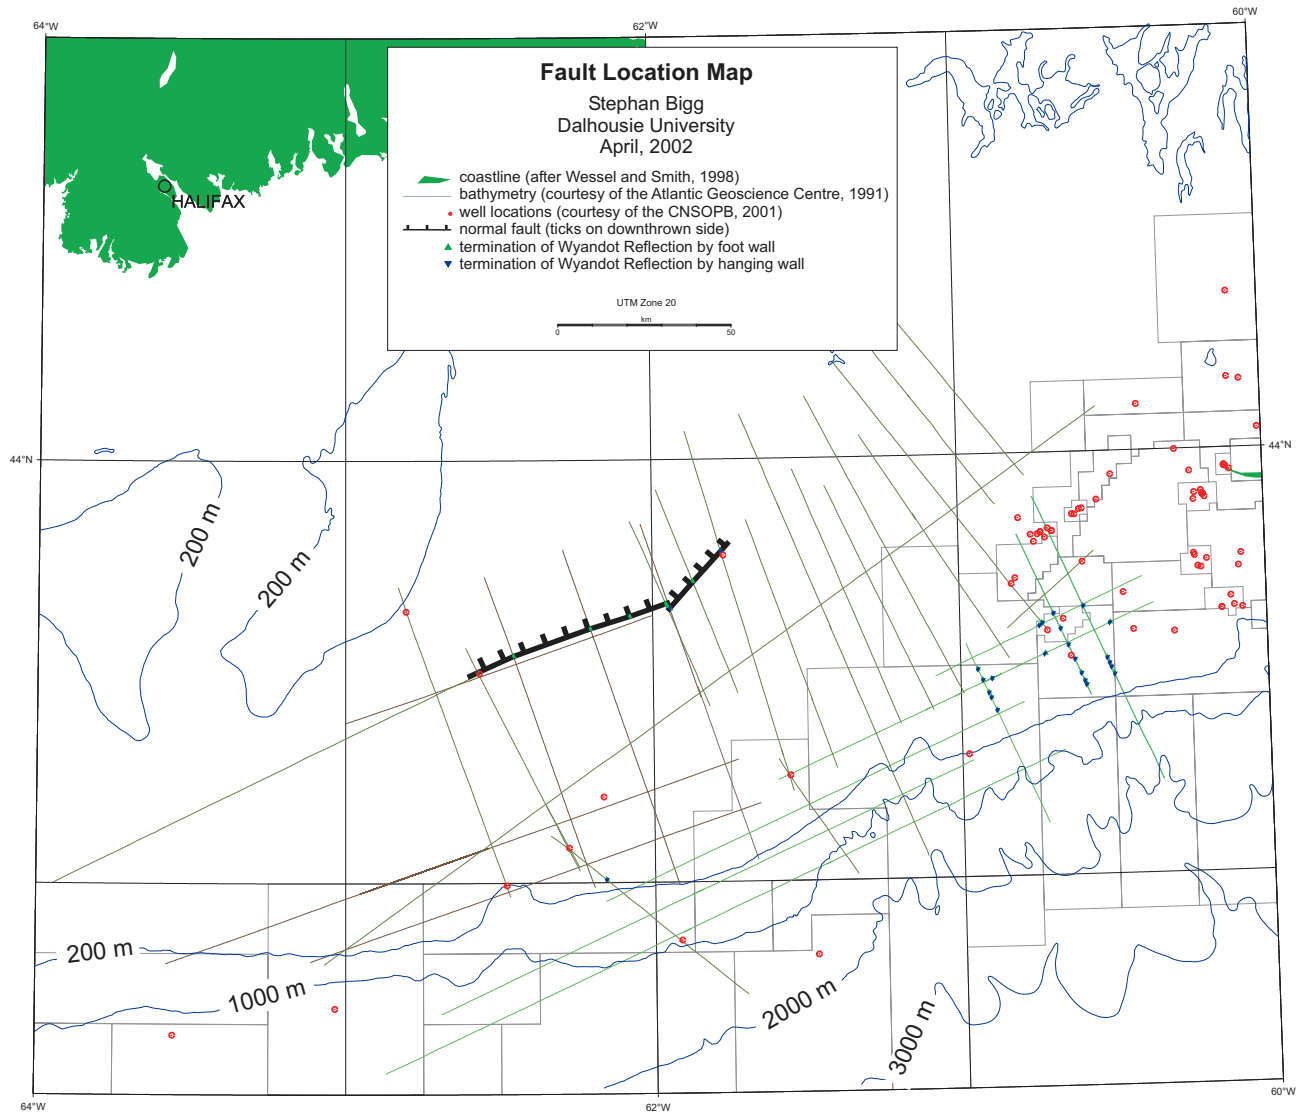 64°W
62°W
60°W
Fault Location Map
Stephan Bigg
Dalhousie University
April, 2002
coastline (after Wessel and Smith, 1998)
bathymetry (courtesy of the Atlantic Geoscience Centre, 1991)
well locations (courtesy of the CNSOPB, 2001)
normal fault (ticks on downthrown side)
termination of Wyandot Reflection by foot wall
termination of Wyandot Reflection by hanging wall
UTM Zone 20
km
0 50
HALIFAX
44°N
44°N
200 m
200 m
200 m
1000 m
2000 m
3000 m
64°W
62°W
60°W